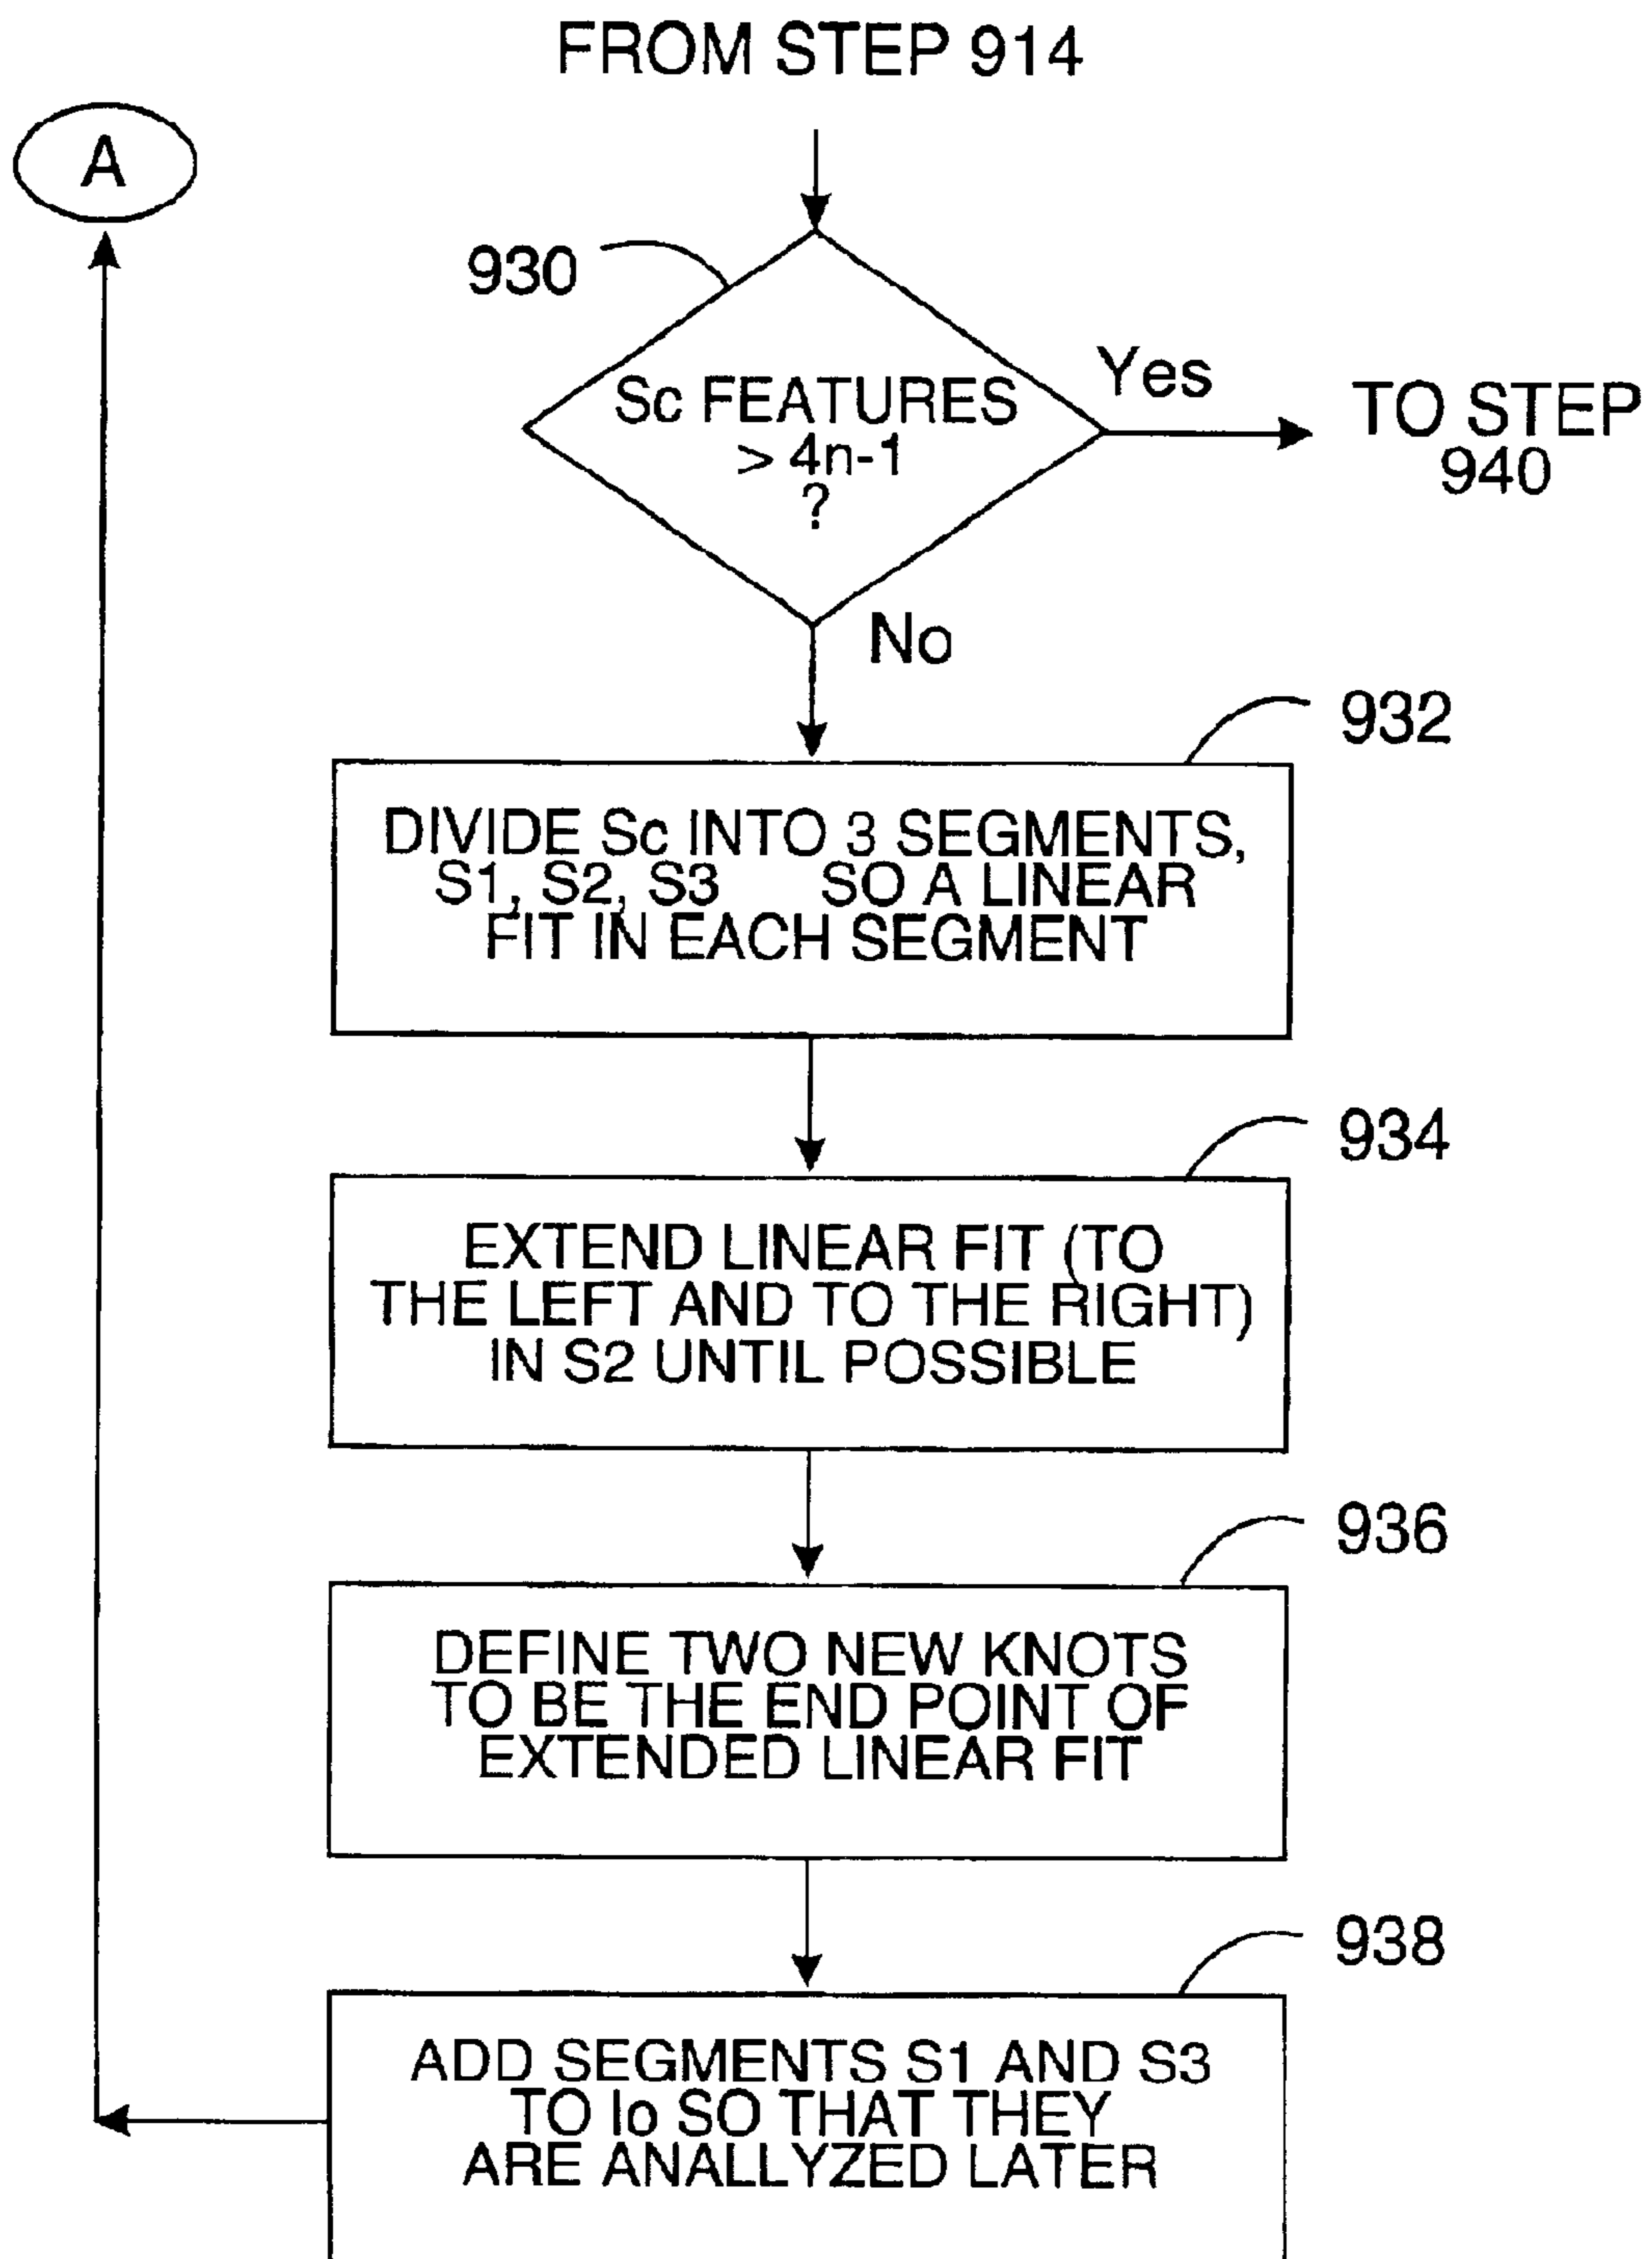 FROM STEP 914
A
930
Sc FEATURES
> 4n-1
?
Yes
TO STEP
940
No
932
DIVIDE Sc INTO 3 SEGMENTS,
S1, S2, S3 SO A LINEAR
FIT IN EACH SEGMENT
934
EXTEND LINEAR FIT (TO
THE LEFT AND TO THE RIGHT)
IN S2 UNTIL POSSIBLE
936
DEFINE TWO NEW KNOTS
TO BE THE END POINT OF
EXTENDED LINEAR FIT
938
ADD SEGMENTS S1 AND S3
TO Io SO THAT THEY
ARE ANALLYZED LATER